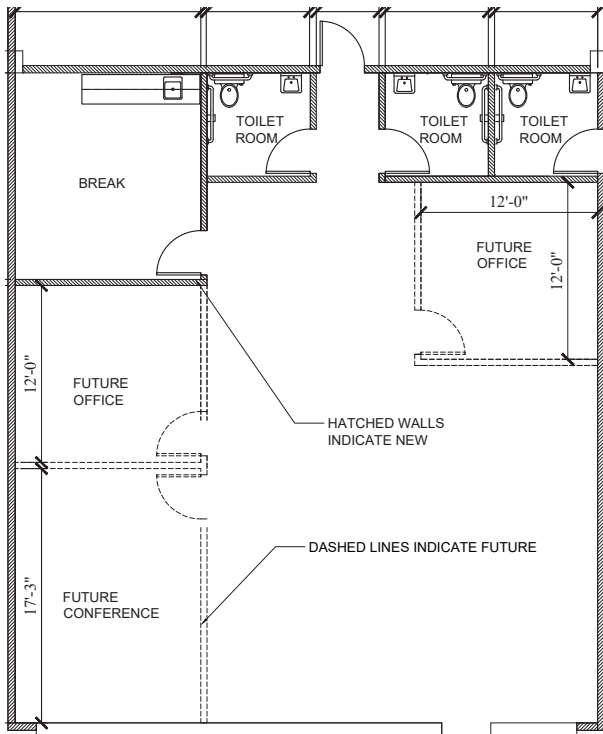 TOILET
ROOM
TOILET
ROOM
TOILET
ROOM
BREAK
12'-0"
FUTURE
OFFICE
12'-0"
12'-0"
FUTURE
OFFICE
HATCHED WALLS
INDICATE NEW
DASHED LINES INDICATE FUTURE
17'-3"
FUTURE
CONFERENCE